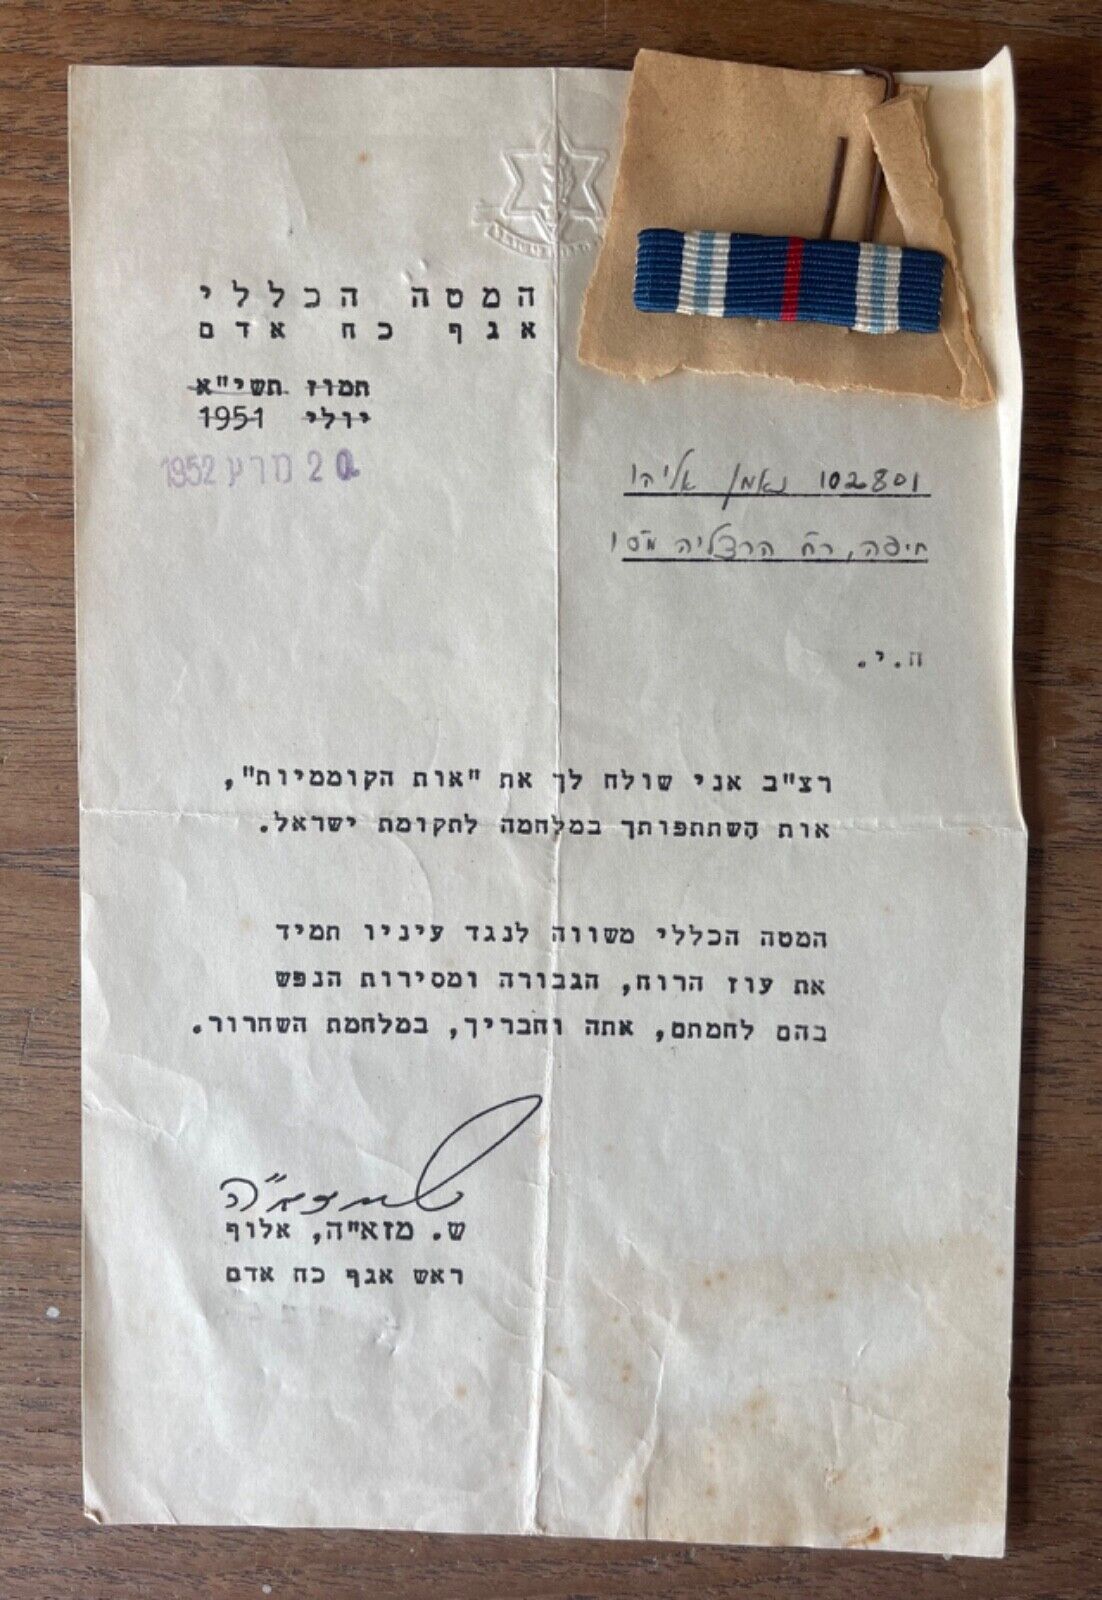 המטה הכללי
אגף כח אדם
תמוז תשי"א
יולי 1951
20 מרץ 1952
102801 נאמן אליהו
חיפה, רח הרצליה מס 1
ח.י.
רצ"ב אני שולח לך את "אות הקוממיות",
אות השתתפותך במלחמה לתקומת ישראל.
המטה הכללי משווה לנגד עיניו תמיד
את עוז הרוח, הגבורה ומסירות הנפש
בהם לחמתם, אתה וחבריך, במלחמת השחרור.
ש. מזא"ה, אלוף
ראש אגף כח אדם